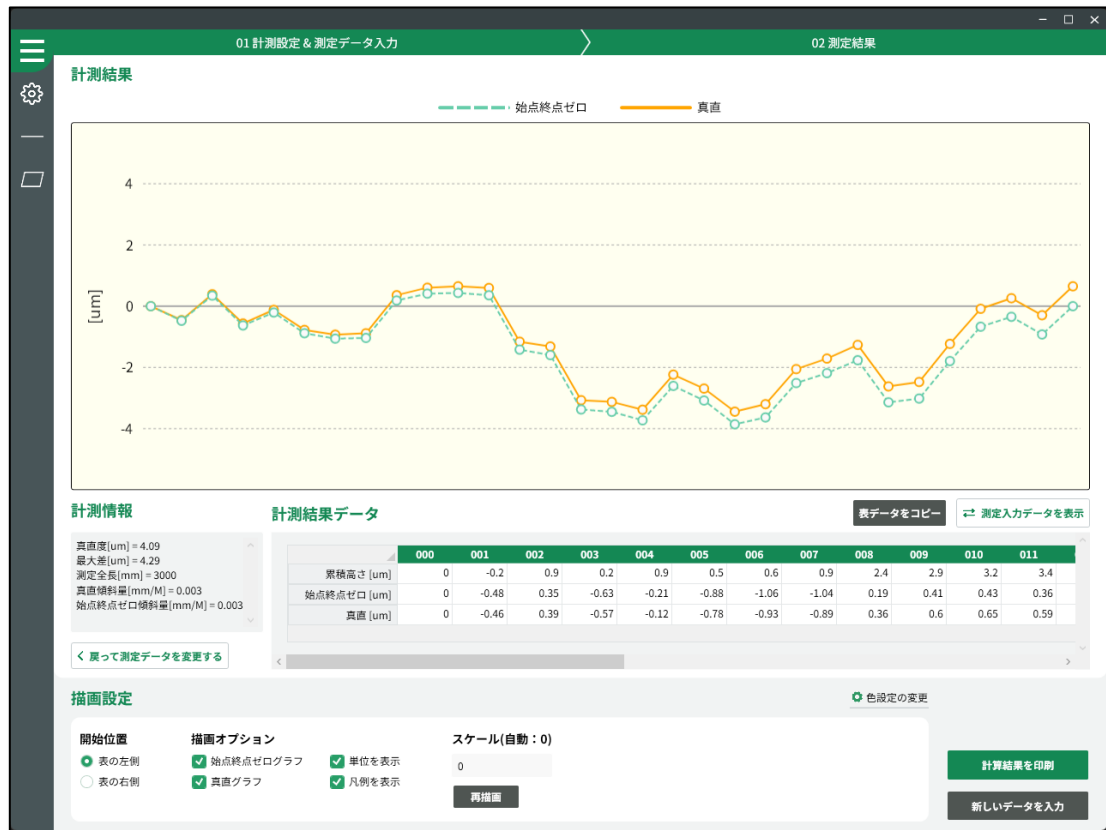 01 計測設定 & 測定データ入力
02 測定結果
計測結果
始点終点ゼロ
真直
4
2
0
-2
-4
[um]
計測情報
真直度[um] = 4.09
最大差[um] = 4.29
測定全長[mm] = 3000
真直傾斜量[mm/M] = 0.003
始点終点ゼロ傾斜量[mm/M] = 0.003
戻って測定データを変更する
計測結果データ
表データをコピー
測定入力データを表示
000 001 002 003 004 005 006 007 008 009 010 011
累積高さ [um] 0 -0.2 0.9 0.2 0.9 0.5 0.6 0.9 2.4 2.9 3.2 3.4
始点終点ゼロ [um] 0 -0.48 0.35 -0.63 -0.21 -0.88 -1.06 -1.04 0.19 0.41 0.43 0.36
真直 [um] 0 -0.46 0.39 -0.57 -0.12 -0.78 -0.93 -0.89 0.36 0.6 0.65 0.59
描画設定
色設定の変更
開始位置
表の左側
表の右側
描画オプション
始点終点ゼログラフ
単位を表示
真直グラフ
凡例を表示
スケール(自動：0)
0
再描画
計算結果を印刷
新しいデータを入力